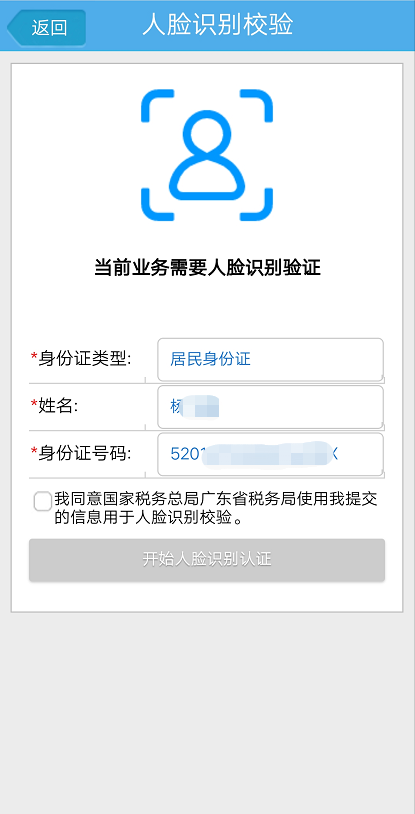 返回
人脸识别校验
当前业务需要人脸识别验证
*身份证类型: 居民身份证
*姓名: 杨
*身份证号码: 5201 X
我同意国家税务总局广东省税务局使用我提交
的信息用于人脸识别校验。
开始人脸识别认证